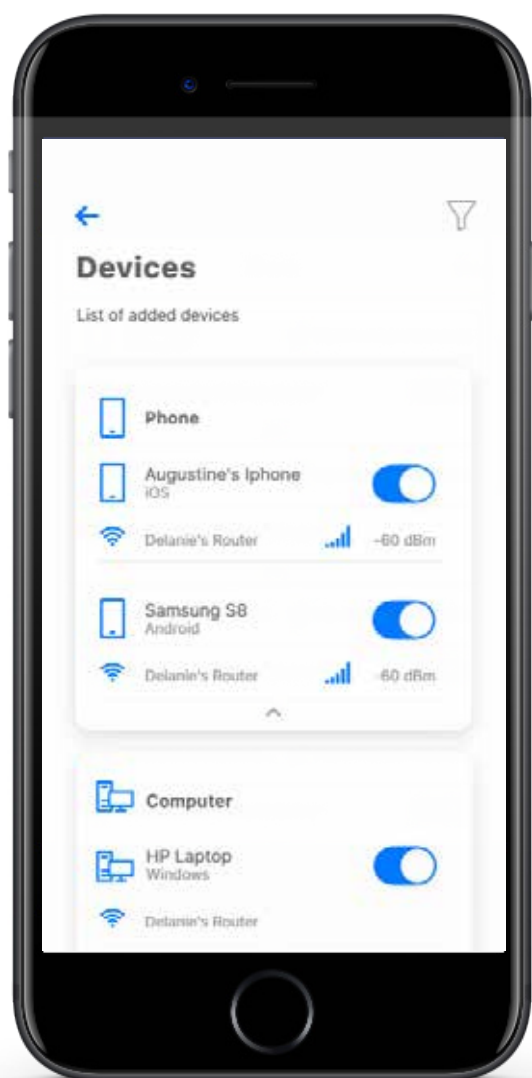 Devices
List of added devices
Phone
Augustine's Iphone
iOS
Delanie's Router -60 dBm
Samsung S8
Android
Delanie's Router -60 dBm
Computer
HP Laptop
Windows
Delanie's Router